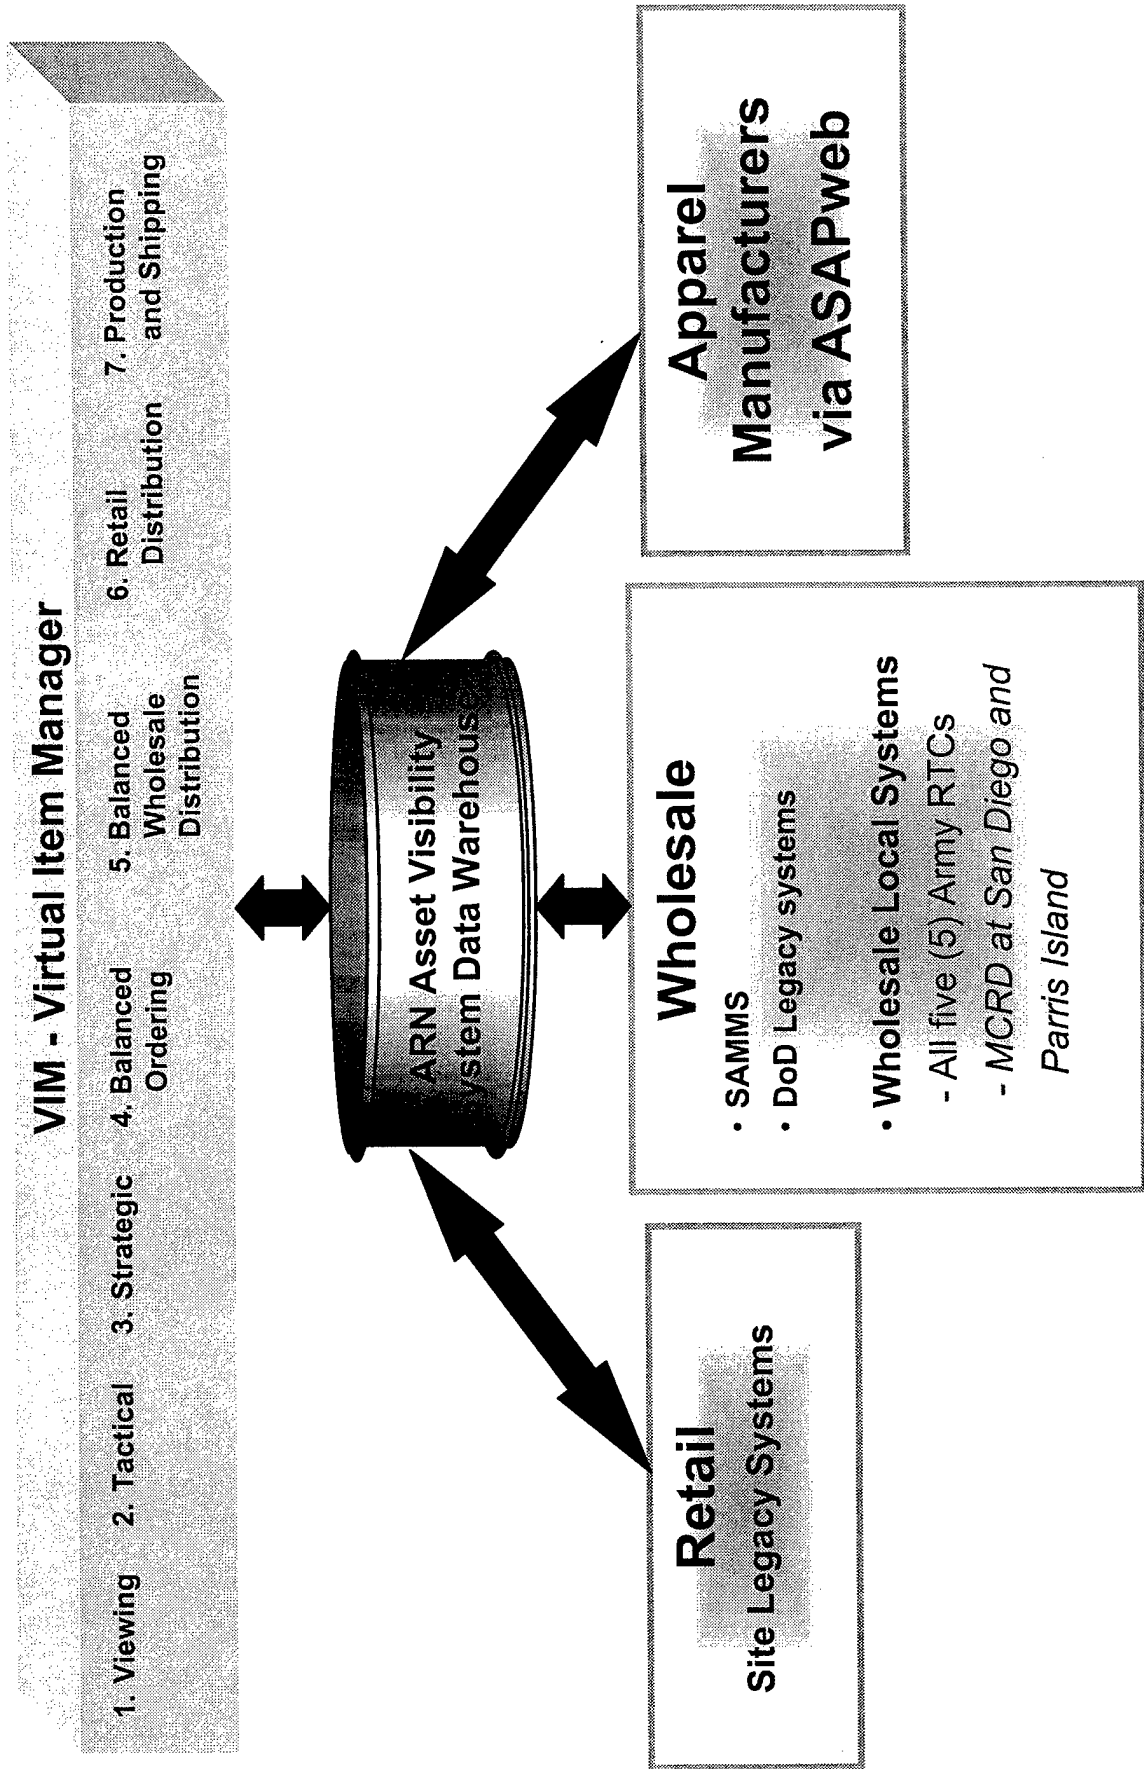 VIM - Virtual Item Manager
1. Viewing
2. Tactical
3. Strategic
4. Balanced
Ordering
5. Balanced
Wholesale
Distribution
6. Retail
Distribution
7. Production
and Shipping
ARN Asset Visibility
ystem Data Warehouse
Retail
Site Legacy Systems
Wholesale
• SAMMS
• DoD Legacy systems
• Wholesale Local Systems
- All five (5) Army RTCs
- MCRD at San Diego and
Parris Island
Apparel
Manufacturers
via ASAPweb